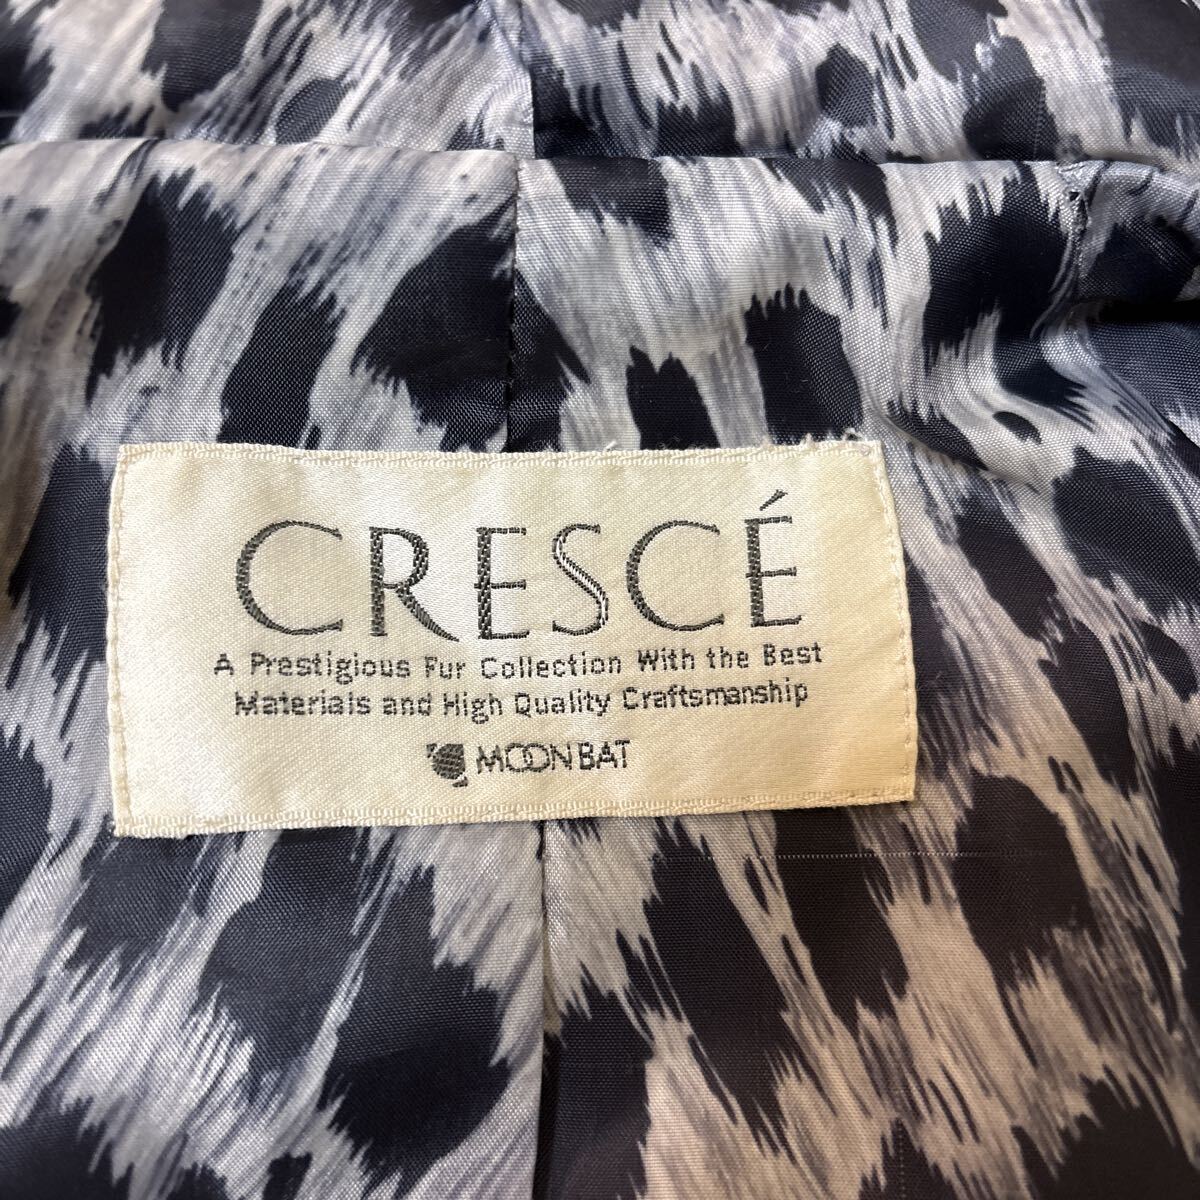 CRESCÉ
A Prestigious Fur Collection With the Best
Materials and High Quality Craftsmanship
MOONBAT